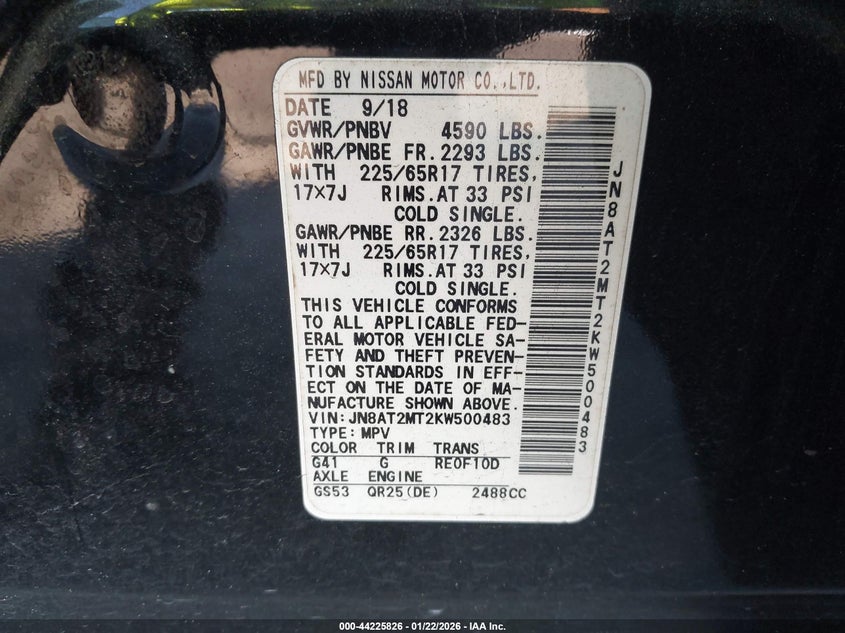 MFD BY NISSAN MOTOR CO.,LTD.
DATE 9/18
GVWR/PNBV 4590 LBS.
GAWR/PNBE FR. 2293 LBS.
WITH 225/65R17 TIRES,
17×7J RIMS. AT 33 PSI
COLD SINGLE.
GAWR/PNBE RR. 2326 LBS.
WITH 225/65R17 TIRES,
17×7J RIMS. AT 33 PSI
COLD SINGLE.
THIS VEHICLE CONFORMS
TO ALL APPLICABLE FED-
ERAL MOTOR VEHICLE SA-
FETY AND THEFT PREVEN-
TION STANDARDS IN EFF-
ECT ON THE DATE OF MA-
NUFACTURE SHOWN ABOVE.
VIN:JN8AT2MT2KW500483
TYPE: MPV
COLOR TRIM TRANS
G41 G RE0F10D
AXLE ENGINE
GS53 QR25(DE) 2488CC
JN8AT2MT2KW500483
000-44225826 - 01/22/2026 - IAA Inc.